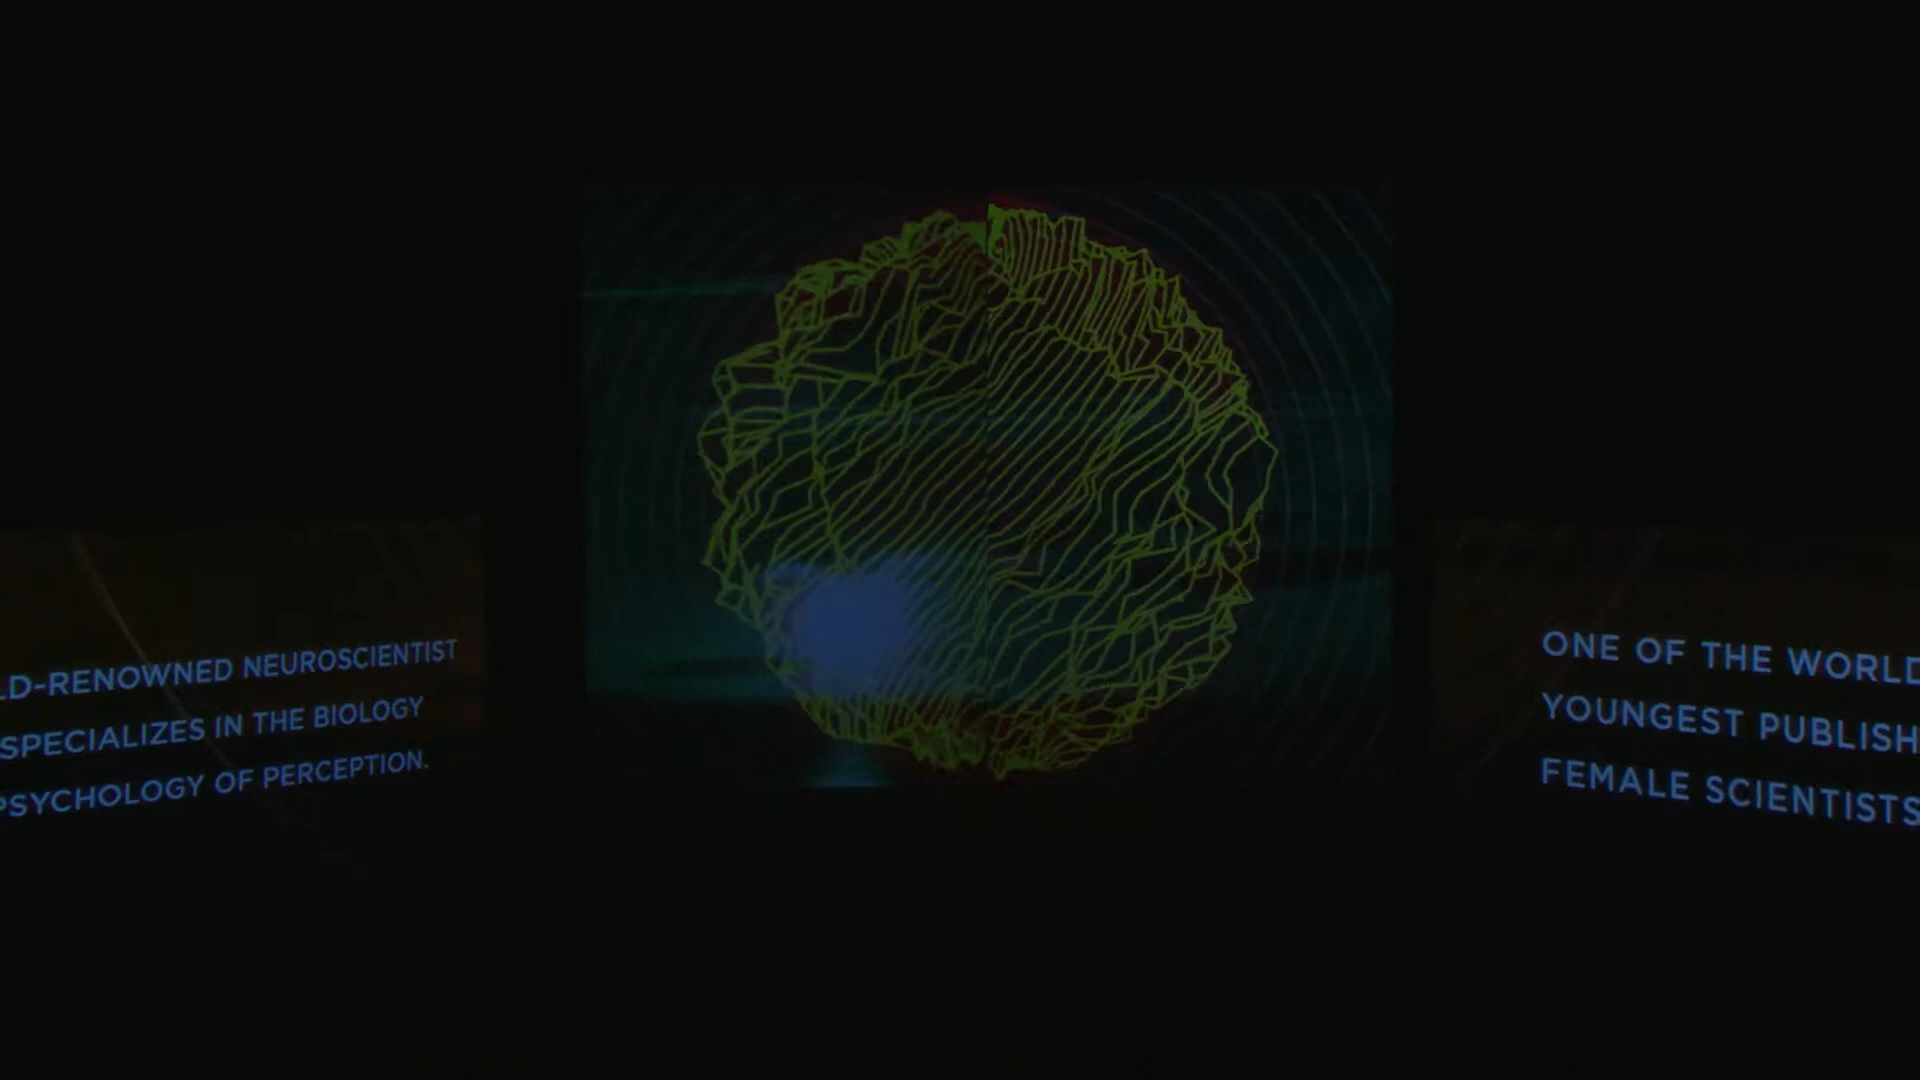 LD-RENOWNED NEUROSCIENTIST
SPECIALIZES IN THE BIOLOGY
PSYCHOLOGY OF PERCEPTION.
ONE OF THE WORLD
YOUNGEST PUBLISH
FEMALE SCIENTISTS